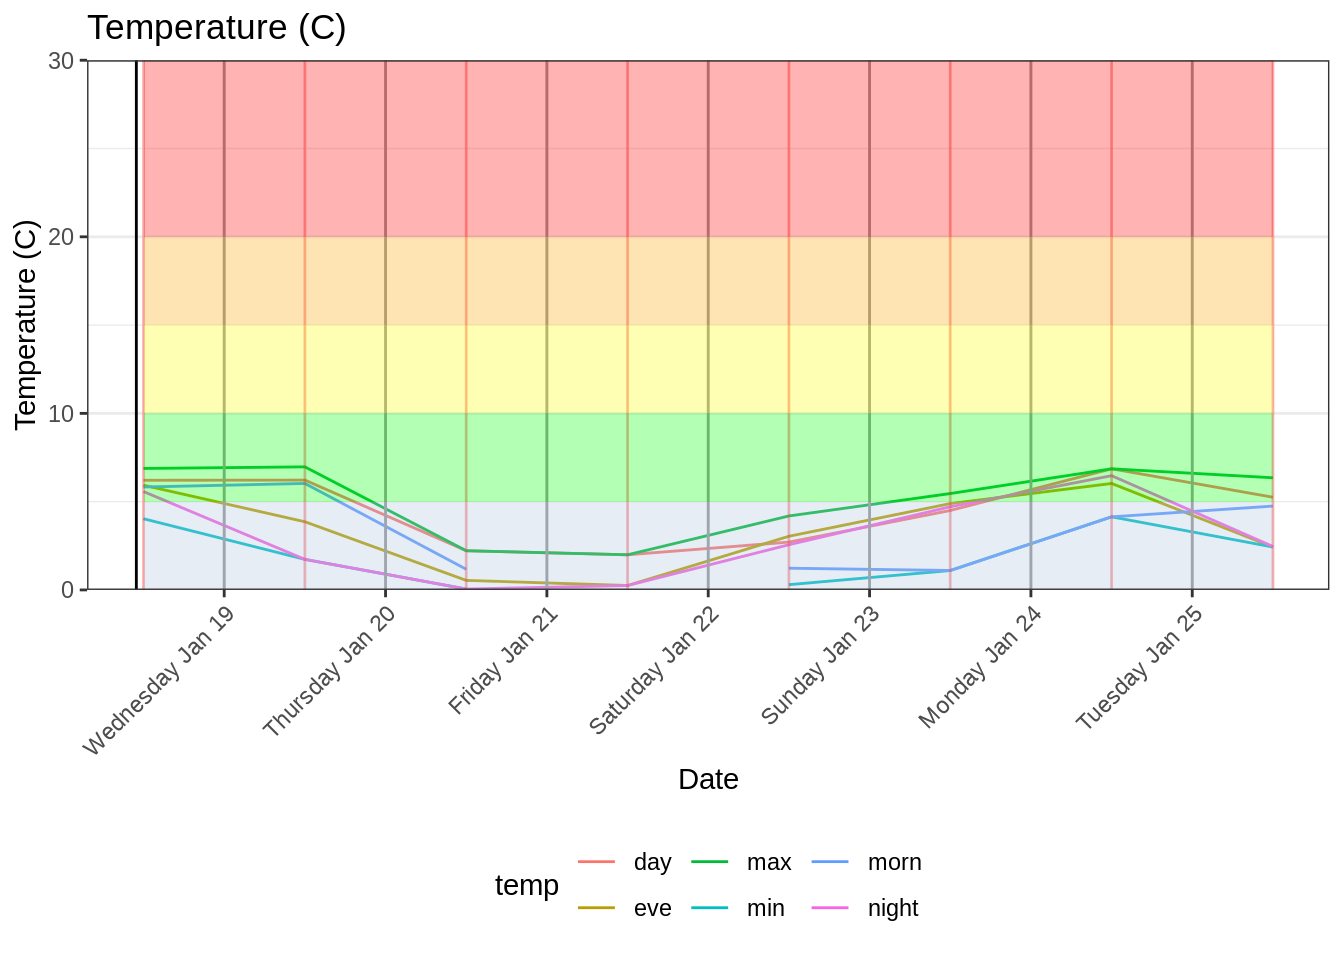 Temperature (C)
Temperature (C)
30
20
10
0
Wednesday Jan 19
Thursday Jan 20
Friday Jan 21
Saturday Jan 22
Sunday Jan 23
Monday Jan 24
Tuesday Jan 25
Date
temp
day
max
morn
eve
min
night